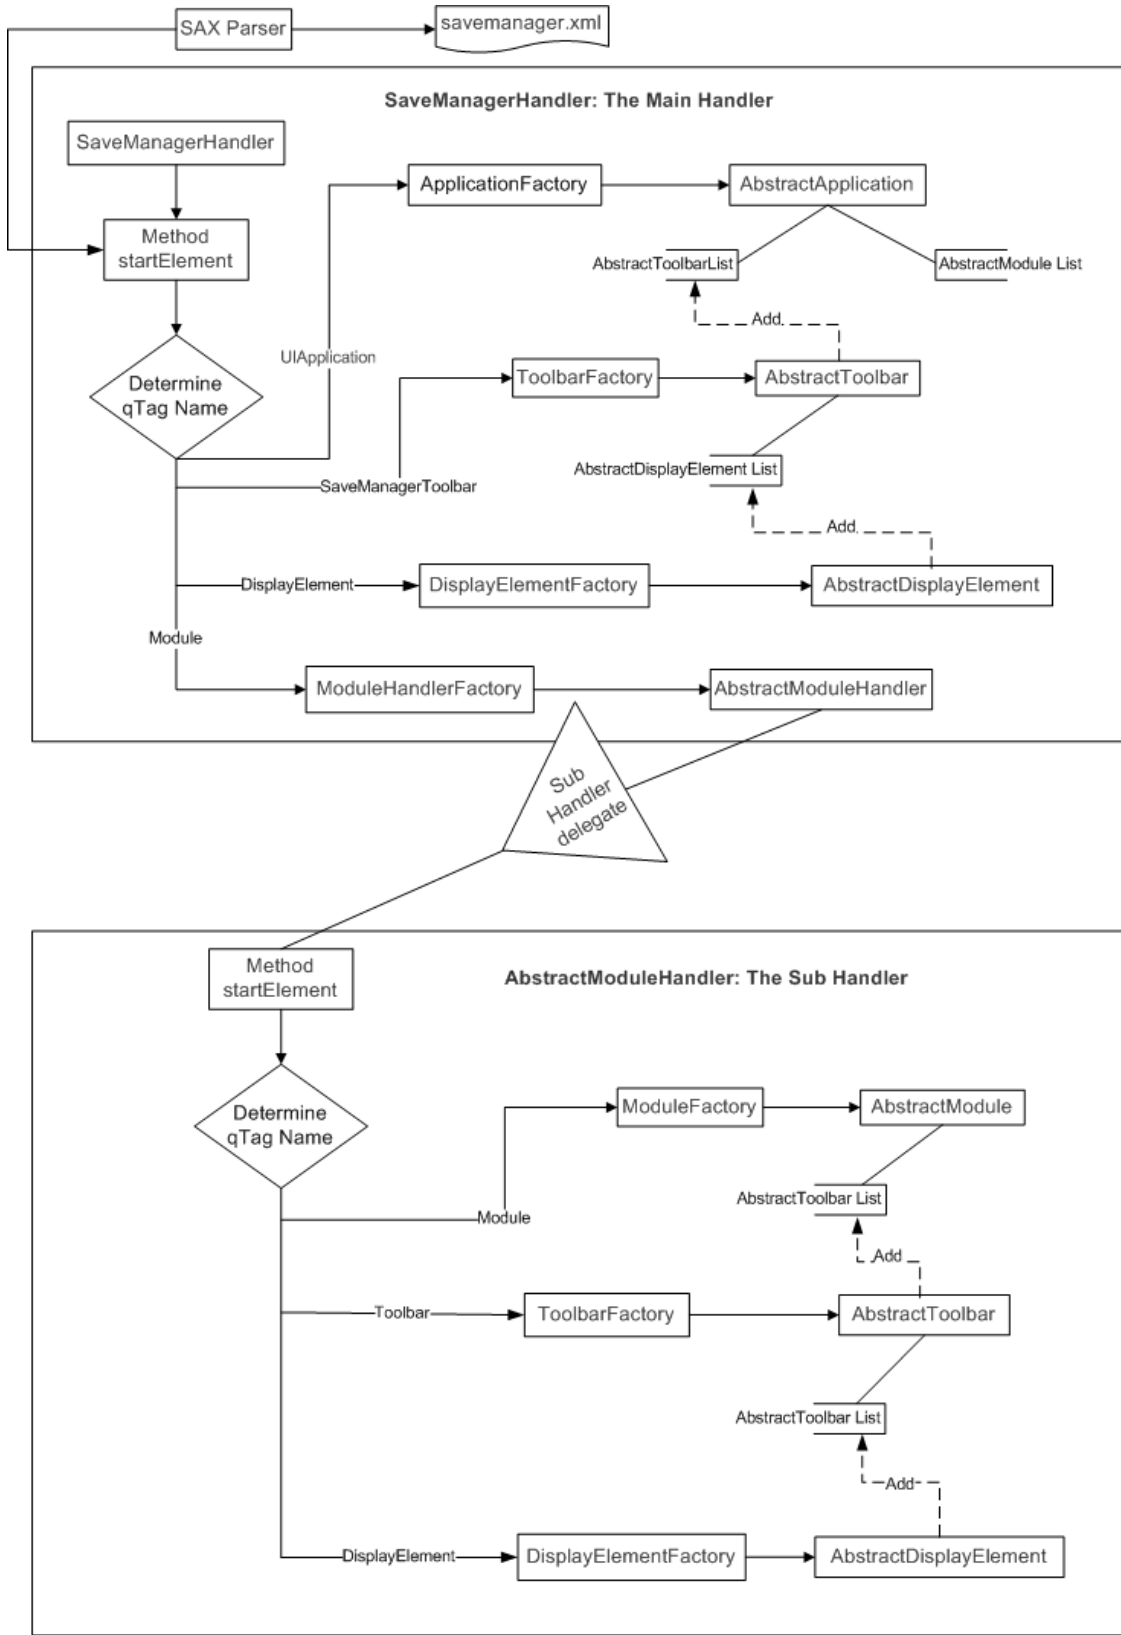 SAX Parser
savemanager.xml
SaveManagerHandler: The Main Handler
SaveManagerHandler
ApplicationFactory
AbstractApplication
Method
startElement
AbstractToolbarList
AbstractModule List
Add
UIApplication
ToolbarFactory
AbstractToolbar
Determine
qTag Name
AbstractDisplayElement List
SaveManagerToolbar
Add
DisplayElement
DisplayElementFactory
AbstractDisplayElement
Module
ModuleHandlerFactory
AbstractModuleHandler
Sub
Handler
delegate
Method
startElement
AbstractModuleHandler: The Sub Handler
Determine
qTag Name
ModuleFactory
AbstractModule
AbstractToolbar List
Module
Add
Toolbar
ToolbarFactory
AbstractToolbar
AbstractToolbar List
Add
DisplayElement
DisplayElementFactory
AbstractDisplayElement